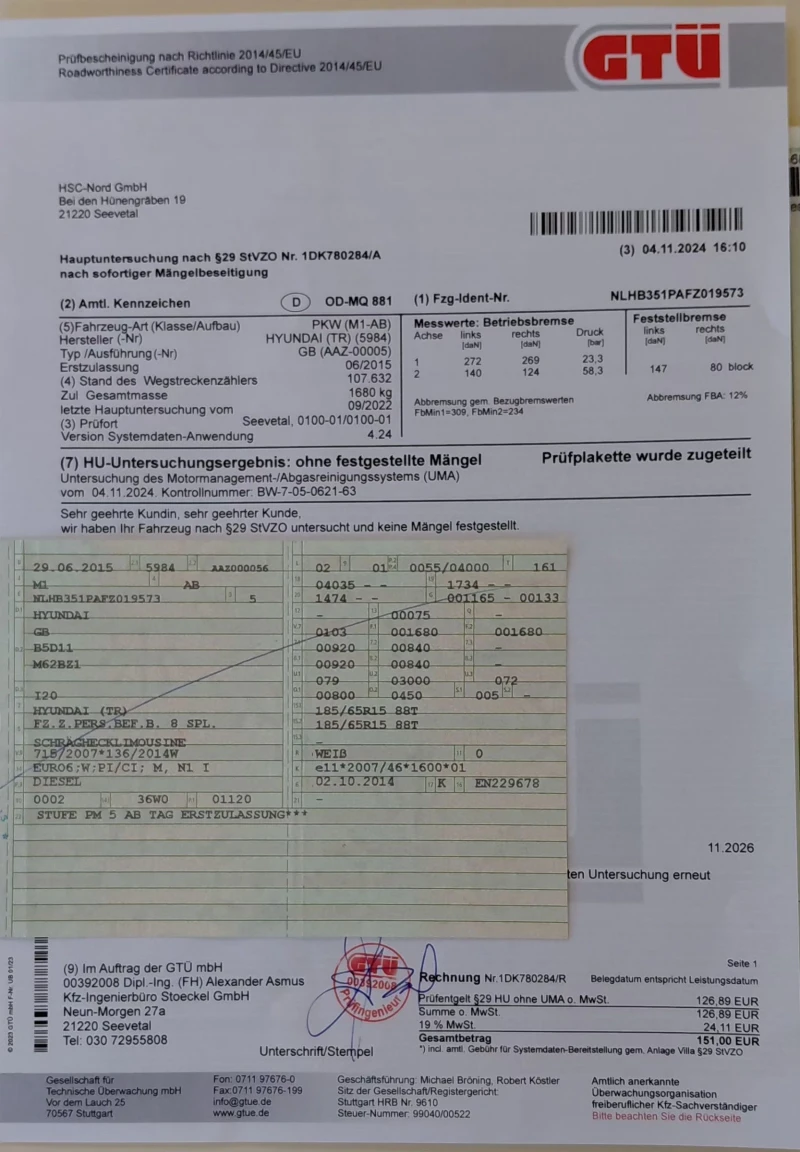 Prüfbescheinigung nach Richtlinie 2014/45/EU
Roadworthiness Certificate according to Directive 2014/45/EU
GTÜ
HSC-Nord GmbH
Bei den Hünengräben 19
21220 Seevetal
(3) 04.11.2024 16:10
Hauptuntersuchung nach §29 StVZO Nr. 1DK780284/A
nach sofortiger Mängelbeseitigung
(2) Amtl. Kennzeichen D OD-MQ 881 (1) Fzg-Ident-Nr. NLHB351PAFZ019573
(5)Fahrzeug-Art (Klasse/Aufbau) PKW (M1-AB)
Hersteller (-Nr) HYUNDAI (TR) (5984)
Typ /Ausführung(-Nr) GB (AAZ-00005)
Erstzulassung 06/2015
(4) Stand des Wegstreckenzählers 107.632
Zul Gesamtmasse 1680 kg
letzte Hauptuntersuchung vom 09/2022
(3) Prüfort Seevetal, 0100-01/0100-01
Version Systemdaten-Anwendung 4.24
Messwerte: Betriebsbremse
Achse links rechts Druck
[daN] [daN] [bar]
1 272 269 23,3
2 140 124 58,3
Abbremsung gem. Bezugbremswerten
FbMin1=309, FbMin2=234
Feststellbremse
links rechts
[daN] [daN]
147 80 block
Abbremsung FBA: 12%
(7) HU-Untersuchungsergebnis: ohne festgestellte Mängel Prüfplakette wurde zugeteilt
Untersuchung des Motormanagement-/Abgasreinigungssystems (UMA)
vom 04.11.2024. Kontrollnummer: BW-7-05-0621-63
Sehr geehrte Kundin, sehr geehrter Kunde,
wir haben Ihr Fahrzeug nach §29 StVZO untersucht und keine Mängel festgestellt.
29.06.2015 5984 AAZ000056
M1 AB
NLHB351PAFZ019573 5
HYUNDAI
GB
B5D11
M62BZ1
I20
HYUNDAI (TR)
FZ.Z.PERS.BEF.B. 8 SPL.
SCHRÄGHECKLIMOUSINE
715/2007*136/2014W
EURO6;W;PI/CI; M, N1 I
DIESEL
0002 36W0 01120
STUFE PM 5 AB TAG ERSTZULASSUNG***
02 01 0055/04000 161
04035 - - 1734 - -
1474 - - 001165 - 00133
- 00075 -
0103 001680 001680
00920 00840 -
00920 00840 -
079 03000 072
00800 0450 005 -
185/65R15 88T
185/65R15 88T
-
WEIß 0
e11*2007/46*1600*01
02.10.2014 K EN229678
-
11.2026
ten Untersuchung erneut
(9) Im Auftrag der GTÜ mbH
00392008 Dipl.-Ing. (FH) Alexander Asmus
Kfz-Ingenieurbüro Stoeckel GmbH
Neun-Morgen 27a
21220 Seevetal
Tel: 030 72955808
GTÜ
00392008
Prüfingenieur
Unterschrift/Stempel
Seite 1
Rechnung Nr.1DK780284/R Belegdatum entspricht Leistungsdatum
Prüfentgelt §29 HU ohne UMA o. MwSt. 126,89 EUR
Summe o. MwSt. 126,89 EUR
19 % MwSt. 24,11 EUR
Gesamtbetrag 151,00 EUR
*) incl. amtl. Gebühr für Systemdaten-Bereitstellung gem. Anlage VIIIa §29 StVZO
Gesellschaft für
Technische Überwachung mbH
Vor dem Lauch 25
70567 Stuttgart
Fon: 0711 97676-0
Fax:0711 97676-199
info@gtue.de
www.gtue.de
Geschäftsführung: Michael Bröning, Robert Köstler
Sitz der Gesellschaft/Registergericht:
Stuttgart HRB Nr. 9610
Steuer-Nummer: 99040/00522
Amtlich anerkannte
Überwachungsorganisation
freiberuflicher Kfz-Sachverständiger
Bitte beachten Sie die Rückseite